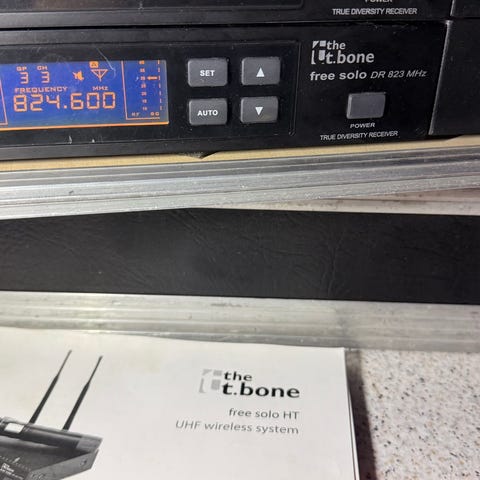 POWER
TRUE DIVERSITY RECEIVER
GP CH
3 3
A
FREQUENCY MHz
824.600
RF
SET
AUTO
the
t.bone
free solo DR 823 MHz
POWER
TRUE DIVERSITY RECEIVER
the
t.bone
free solo HT
UHF wireless system